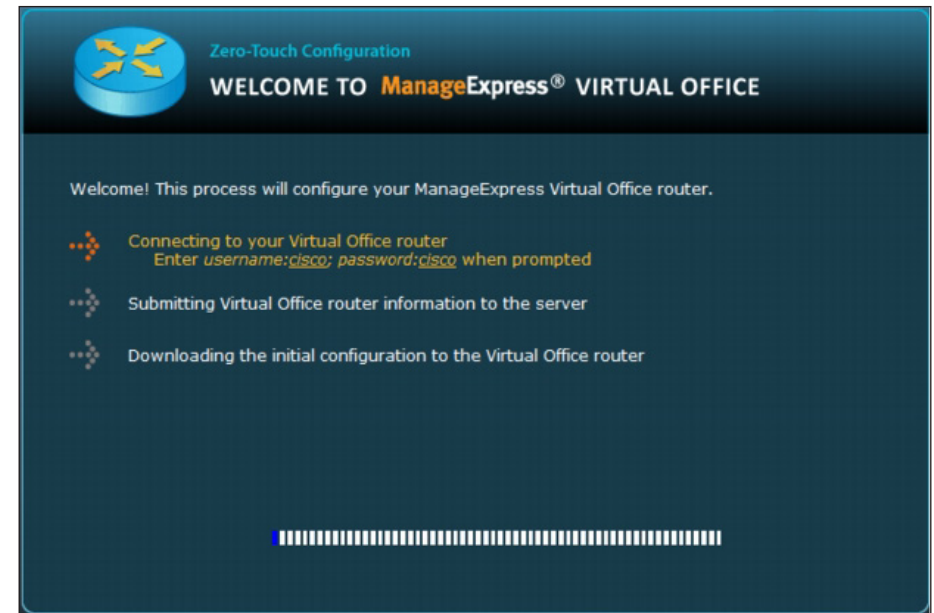 Zero-Touch Configuration
WELCOME TO ManageExpress® VIRTUAL OFFICE
Welcome! This process will configure your ManageExpress Virtual Office router.
Connecting to your Virtual Office router
Enter username:cisco; password:cisco when prompted
Submitting Virtual Office router information to the server
Downloading the initial configuration to the Virtual Office router